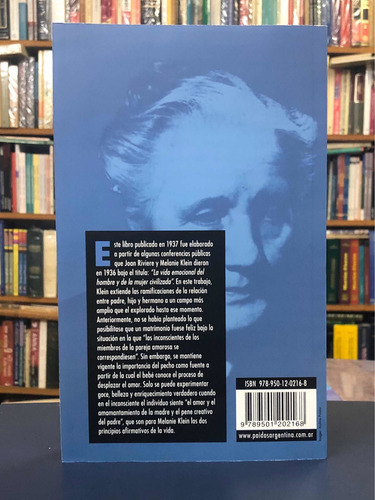 Este libro publicado en 1937 fue elaborado
a partir de algunas conferencias públicas
que Joan Riviere y Melanie Klein dieron
en 1936 bajo el título: "La vida emocional del
hombre y de la mujer civilizada". En este trabajo,
Klein extiende las ramificaciones de la relación
entre padre, hijo y hermano a un campo más
amplio que el explorado hasta ese momento.
Anteriormente, no se había planteado lo que
posibilitase que un matrimonio fuese feliz bajo la
situación en la que "los inconscientes de los
miembros de la pareja amorosa se
correspondiesen". Sin embargo, se mantiene
vigente la importancia del pecho como fuente a
partir de la cual el bebé encara el proceso de
desplazar el amor. Solo se puede experimentar
goce, belleza y enriquecimiento verdadero cuando
en el inconsciente el individuo siente "el amor y el
amamantamiento de la madre y el pene creativo
del padre", que son para Melanie Klein los dos
principios afirmativos de la vida.
ISBN 978-950-12-0216-8
9 789501 202168
www.paidosargentina.com.ar